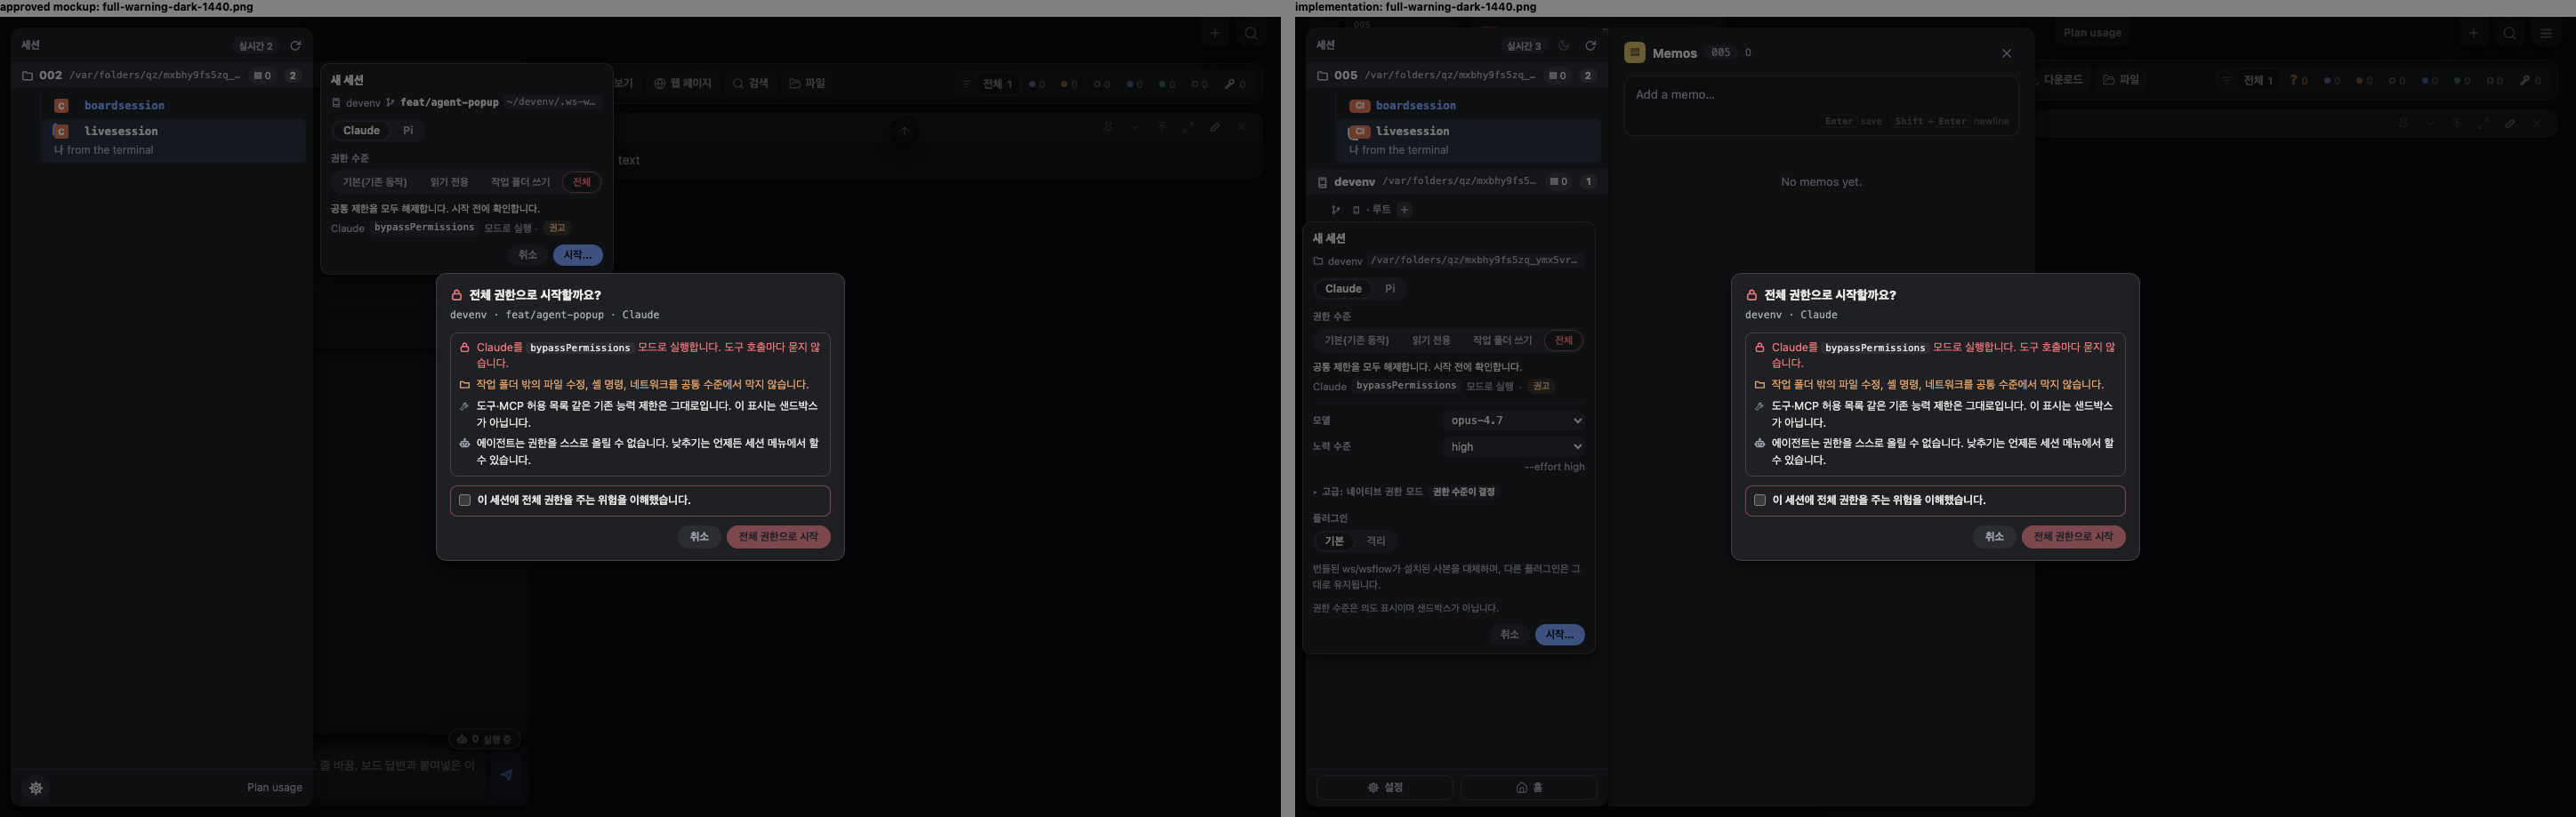 approved mockup: full-warning-dark-1440.png
세션
실시간 2
002 /var/folders/qz/mxbhy9fs5zq_… 0 2
C boardsession
C livesession
나 from the terminal
새 세션
devenv feat/agent-popup ~/devenv/.ws-w…
Claude Pi
권한 수준
기본(기존 동작) 읽기 전용 작업 폴더 쓰기 전체
공통 제한을 모두 해제합니다. 시작 전에 확인합니다.
Claude bypassPermissions 모드로 실행 · 권고
취소 시작…
보기 웹 페이지 검색 파일
전체 1 0 0 0 0 0 0 0
text
전체 권한으로 시작할까요?
devenv · feat/agent-popup · Claude
Claude를 bypassPermissions 모드로 실행합니다. 도구 호출마다 묻지 않
습니다.
작업 폴더 밖의 파일 수정, 셸 명령, 네트워크를 공통 수준에서 막지 않습니다.
도구·MCP 허용 목록 같은 기존 능력 제한은 그대로입니다. 이 표시는 샌드박스
가 아닙니다.
에이전트는 권한을 스스로 올릴 수 없습니다. 낮추기는 언제든 세션 메뉴에서 할
수 있습니다.
이 세션에 전체 권한을 주는 위험을 이해했습니다.
취소 전체 권한으로 시작
0 실행 중
줄 바꿈. 보드 답변과 붙여넣은 이
Plan usage
implementation: full-warning-dark-1440.png
005
세션
실시간 3
005 /var/folders/qz/mxbhy9fs5zq_… 0 2
Cl boardsession
Cl livesession
나 from the terminal
devenv /var/folders/qz/mxbhy9fs5… 0 1
· 루트 +
새 세션
devenv /var/folders/qz/mxbhy9fs5zq_ymx5vr…
Claude Pi
권한 수준
기본(기존 동작) 읽기 전용 작업 폴더 쓰기 전체
공통 제한을 모두 해제합니다. 시작 전에 확인합니다.
Claude bypassPermissions 모드로 실행 · 권고
모델 opus-4.7
노력 수준 high
--effort high
고급: 네이티브 권한 모드 권한 수준이 결정
플러그인
기본 격리
번들된 ws/wsflow가 설치된 사본을 대체하며, 다른 플러그인은 그
대로 유지됩니다.
권한 수준은 의도 표시이며 샌드박스가 아닙니다.
취소 시작…
설정 홈
Memos 005 0
Add a memo...
Enter save Shift + Enter newline
No memos yet.
Plan usage
다운로드 파일
전체 1 ? 0 0 0 0 0 0 0 0
전체 권한으로 시작할까요?
devenv · Claude
Claude를 bypassPermissions 모드로 실행합니다. 도구 호출마다 묻지 않
습니다.
작업 폴더 밖의 파일 수정, 셸 명령, 네트워크를 공통 수준에서 막지 않습니다.
도구·MCP 허용 목록 같은 기존 능력 제한은 그대로입니다. 이 표시는 샌드박스
가 아닙니다.
에이전트는 권한을 스스로 올릴 수 없습니다. 낮추기는 언제든 세션 메뉴에서 할
수 있습니다.
이 세션에 전체 권한을 주는 위험을 이해했습니다.
취소 전체 권한으로 시작